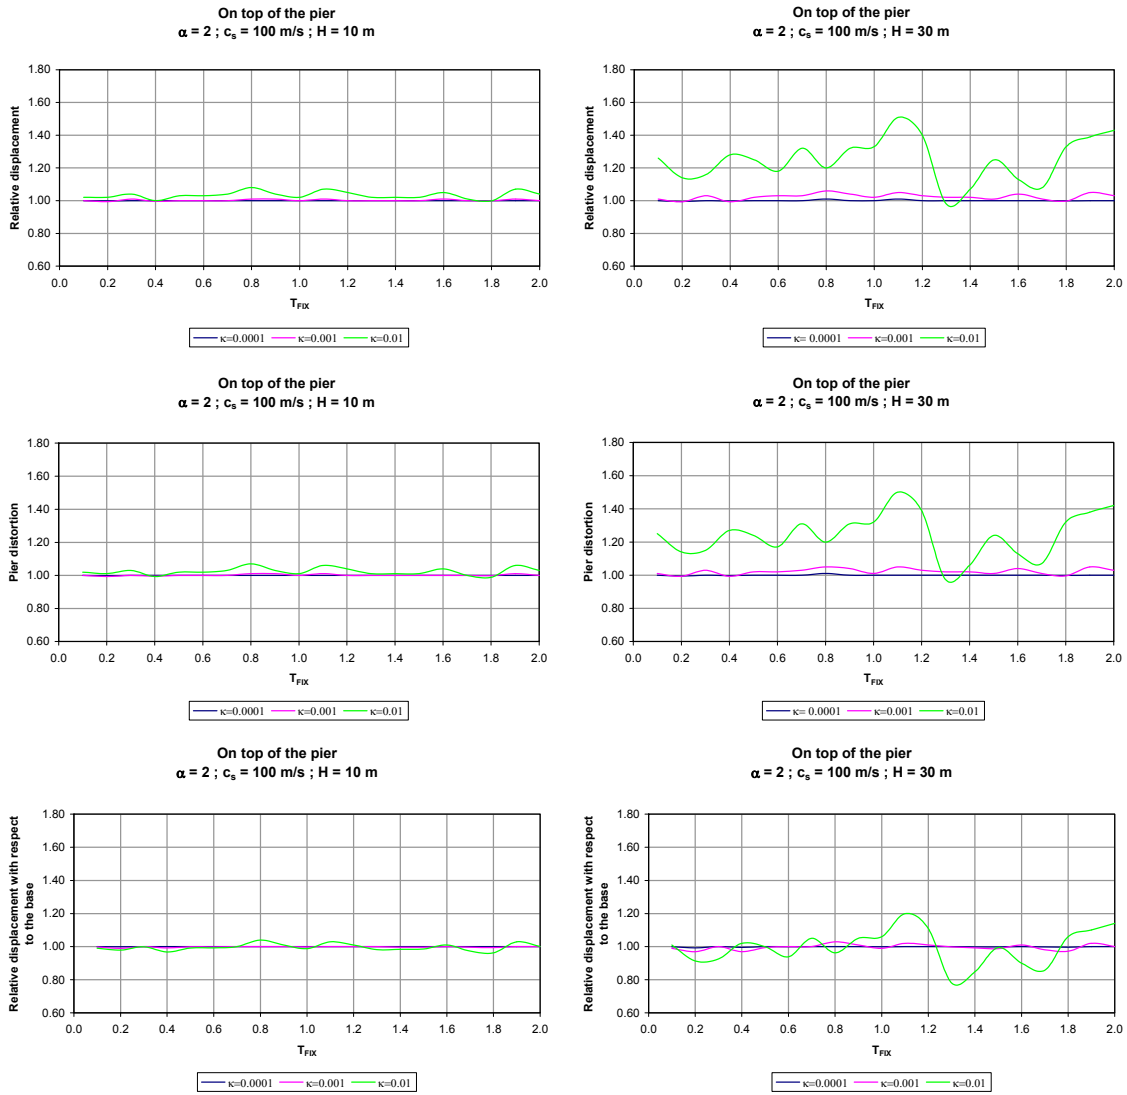 On top of the pier
α = 2 ; cs = 100 m/s ; H = 10 m
Relative displacement
1.80
1.60
1.40
1.20
1.00
0.80
0.60
0.0 0.2 0.4 0.6 0.8 1.0 1.2 1.4 1.6 1.8 2.0
TFIX
κ=0.0001 κ=0.001 κ=0.01
On top of the pier
α = 2 ; cs = 100 m/s ; H = 30 m
Relative displacement
1.80
1.60
1.40
1.20
1.00
0.80
0.60
0.0 0.2 0.4 0.6 0.8 1.0 1.2 1.4 1.6 1.8 2.0
TFIX
κ= 0.0001 κ=0.001 κ=0.01
On top of the pier
α = 2 ; cs = 100 m/s ; H = 10 m
Pier distortion
1.80
1.60
1.40
1.20
1.00
0.80
0.60
0.0 0.2 0.4 0.6 0.8 1.0 1.2 1.4 1.6 1.8 2.0
TFIX
κ=0.0001 κ=0.001 κ=0.01
On top of the pier
α = 2 ; cs = 100 m/s ; H = 30 m
Pier distortion
1.80
1.60
1.40
1.20
1.00
0.80
0.60
0.0 0.2 0.4 0.6 0.8 1.0 1.2 1.4 1.6 1.8 2.0
TFIX
κ= 0.0001 κ=0.001 κ=0.01
On top of the pier
α = 2 ; cs = 100 m/s ; H = 10 m
Relative displacement with respect
to the base
1.80
1.60
1.40
1.20
1.00
0.80
0.60
0.0 0.2 0.4 0.6 0.8 1.0 1.2 1.4 1.6 1.8 2.0
TFIX
κ=0.0001 κ=0.001 κ=0.01
On top of the pier
α = 2 ; cs = 100 m/s ; H = 30 m
Relative displacement with respect
to the base
1.80
1.60
1.40
1.20
1.00
0.80
0.60
0.0 0.2 0.4 0.6 0.8 1.0 1.2 1.4 1.6 1.8 2.0
TFIX
κ=0.0001 κ=0.001 κ=0.01